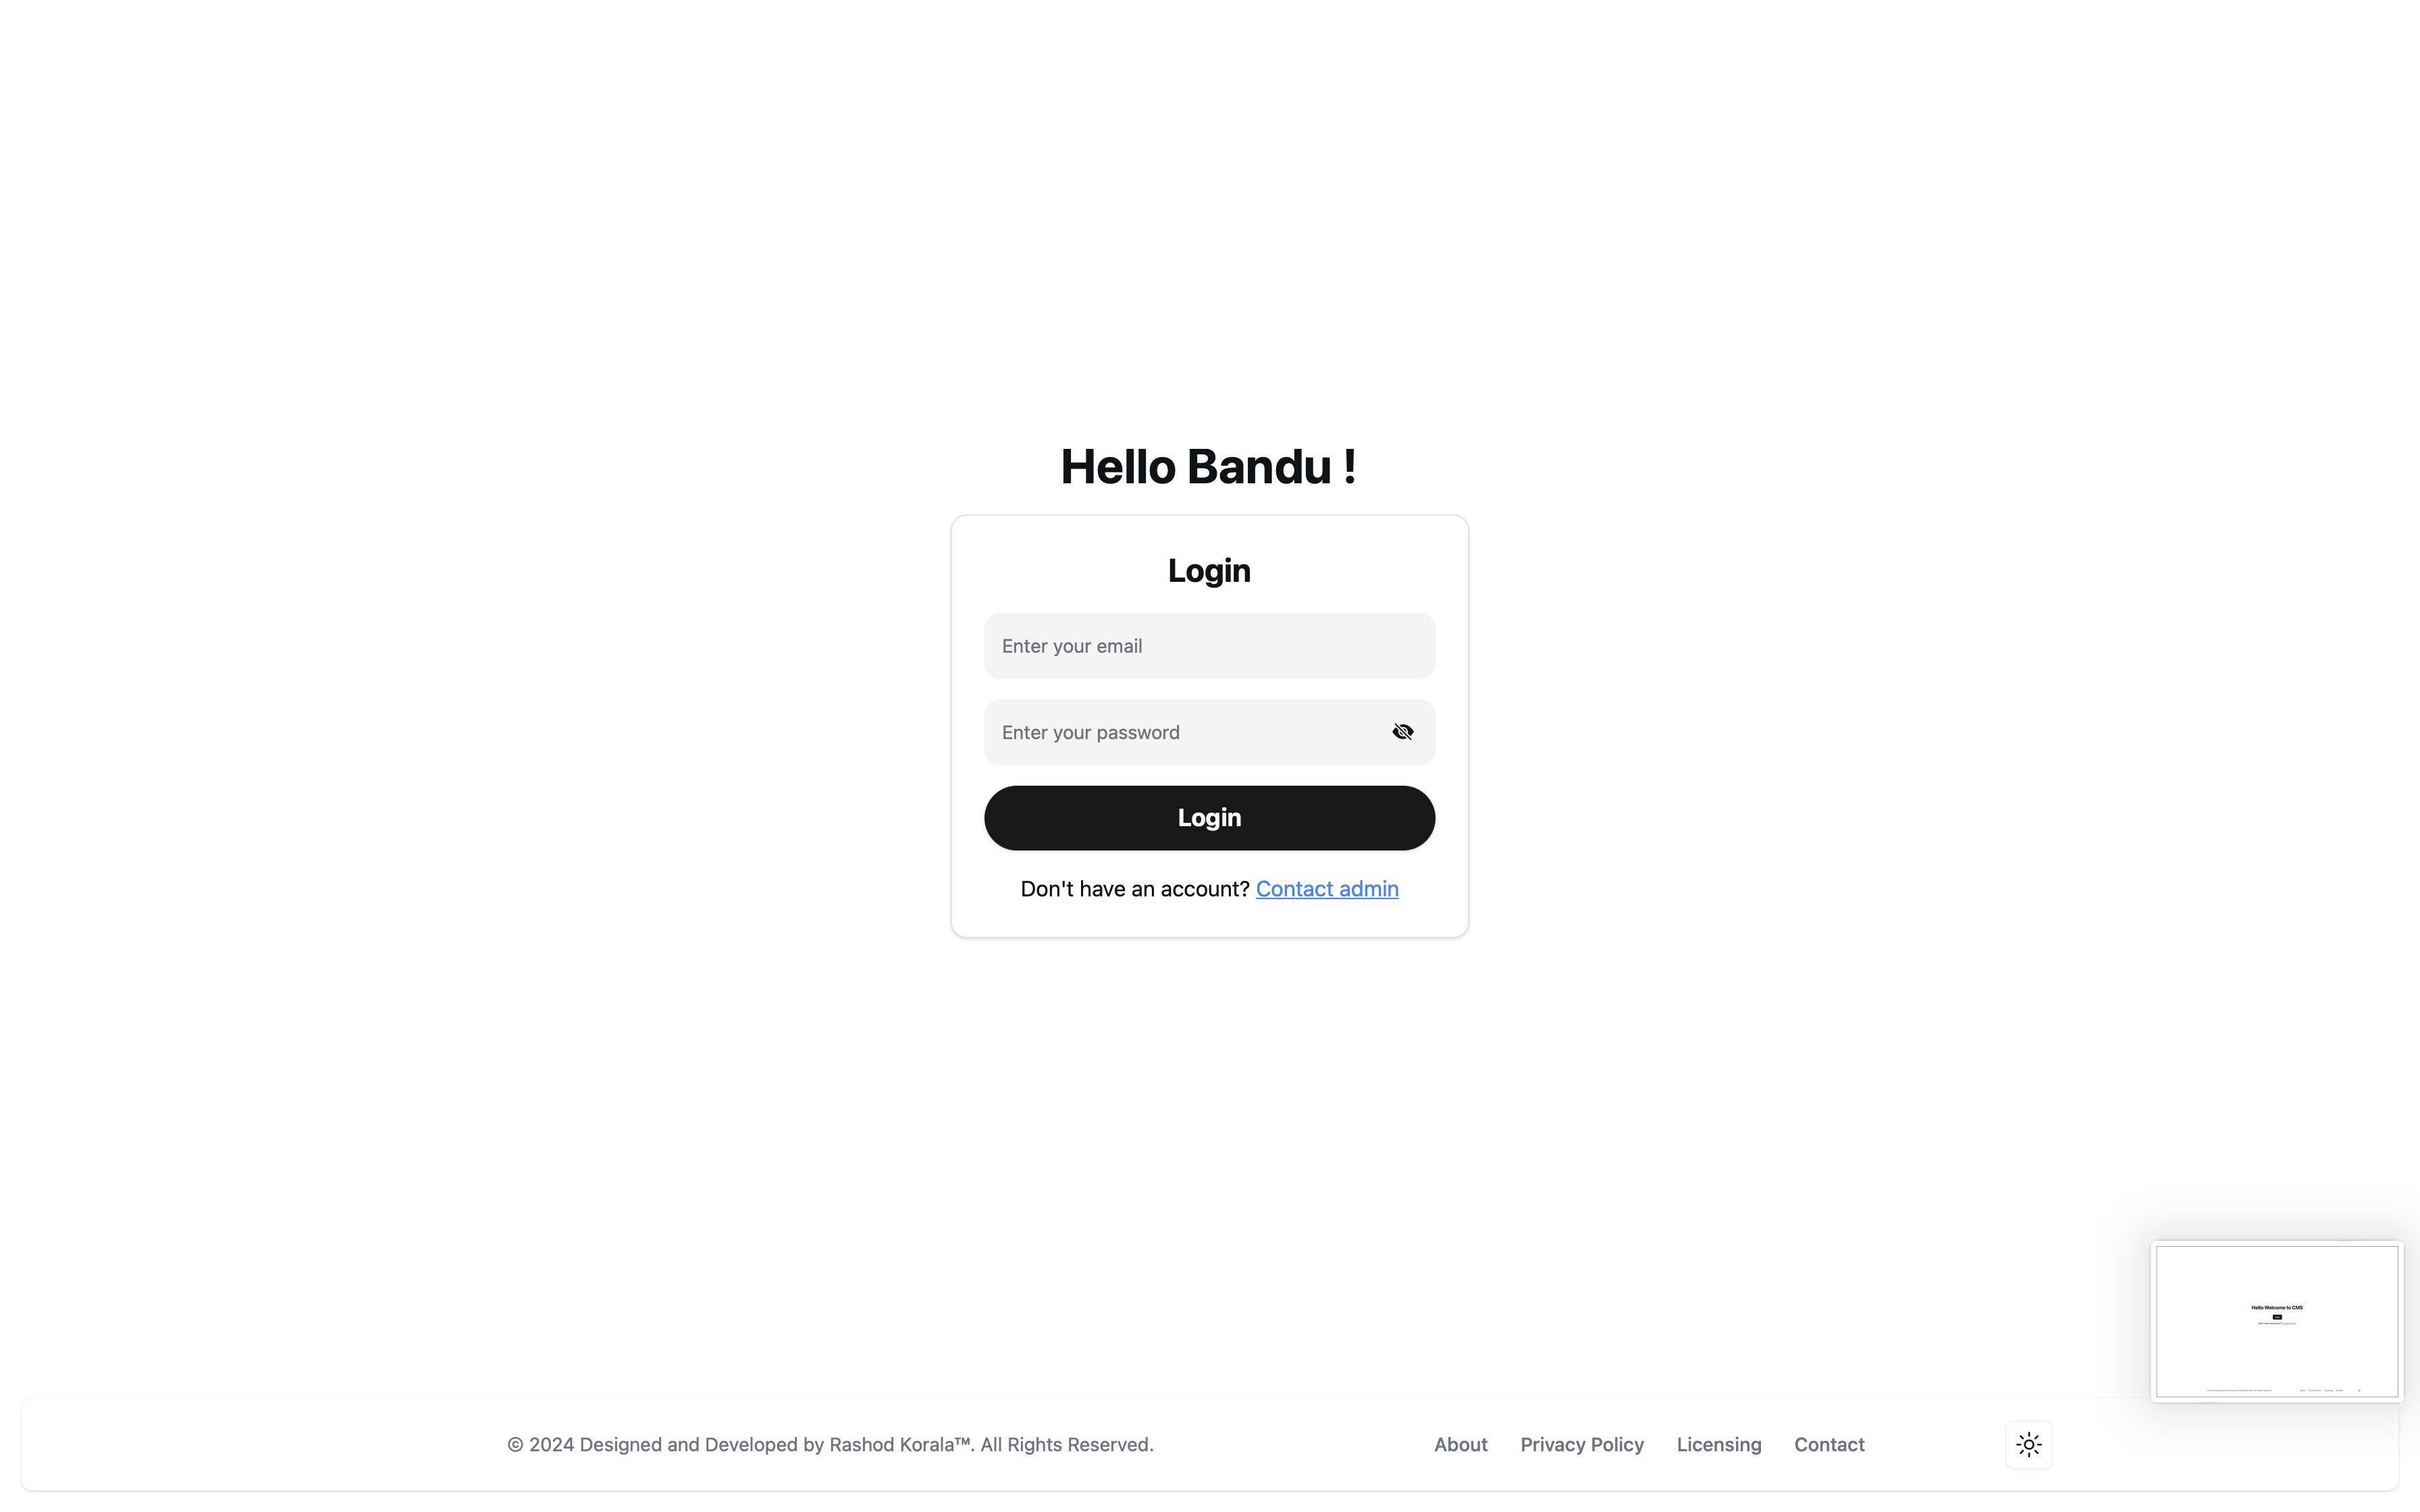 Hello Bandu !
Login
Enter your email
Enter your password
Login
Don't have an account? Contact admin
Hello Welcome to CMS
© 2024 Designed and Developed by Rashod Korala™. All Rights Reserved.
About Privacy Policy Licensing Contact